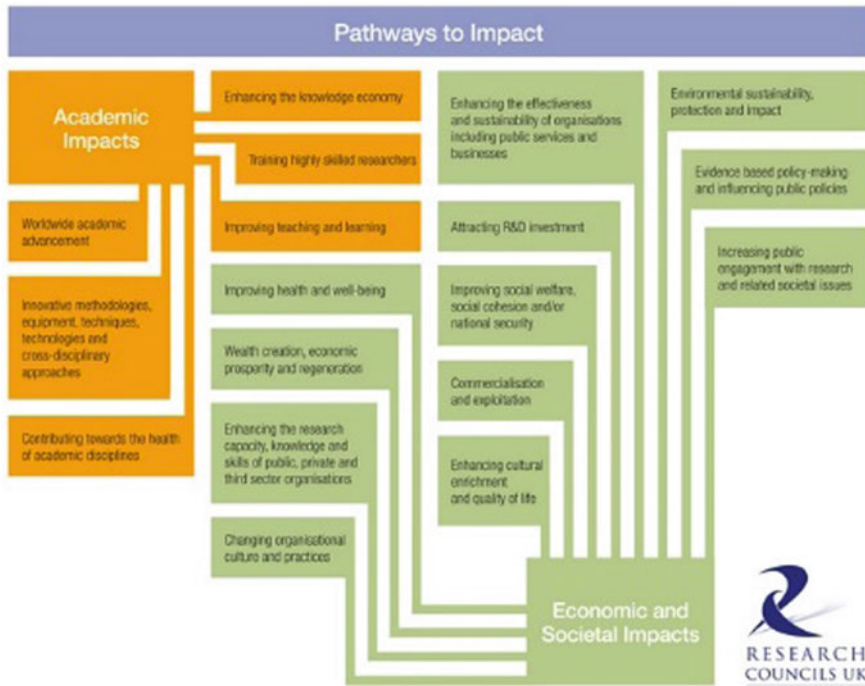 Pathways to Impact
Academic
Impacts
Worldwide academic
advancement
Innovative methodologies,
equipment, techniques,
technologies and
cross-disciplinary
approaches
Contributing towards the health
of academic disciplines
Enhancing the knowledge economy
Training highly skilled researchers
Improving teaching and learning
Improving health and well-being
Wealth creation, economic
prosperity and regeneration
Enhancing the research
capacity, knowledge and
skills of public, private and
third sector organisations
Changing organisational
culture and practices
Enhancing the effectiveness
and sustainability of organisations
including public services and
businesses
Attracting R&D investment
Improving social welfare,
social cohesion and/or
national security
Commercialisation
and exploitation
Enhancing cultural
enrichment
and quality of life
Environmental sustainability,
protection and impact
Evidence based policy-making
and influencing public policies
Increasing public
engagement with research
and related societal issues
Economic and
Societal Impacts
RESEARCH
COUNCILS UK